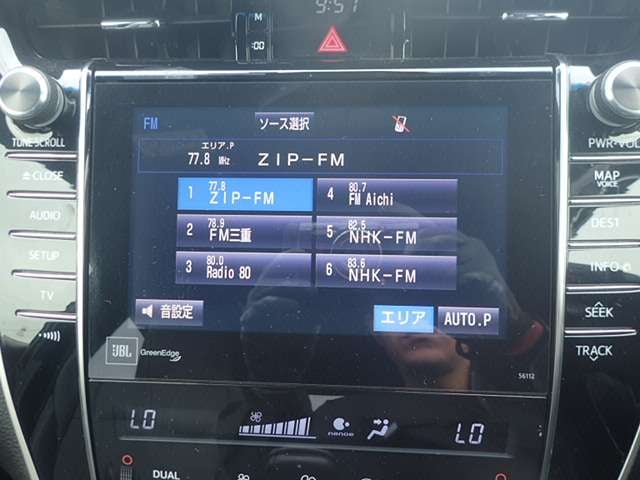 9:57
M
:00
TUNE·SCROLL
CLOSE
AUDIO
SETUP
TV
FM
ソース選択
エリア.P
77.8 MHz ZIP-FM
1 77.8 ZIP-FM
4 80.7 FM Aichi
2 78.9 FM三重
5 82.5 NHK-FM
3 80.0 Radio 80
6 83.6 NHK-FM
音設定
エリア
AUTO.P
JBL GreenEdge
56112
PWR·VOL
MAP
VOICE
DEST
INFO
SEEK
TRACK
LO
nanoe
LO
DUAL